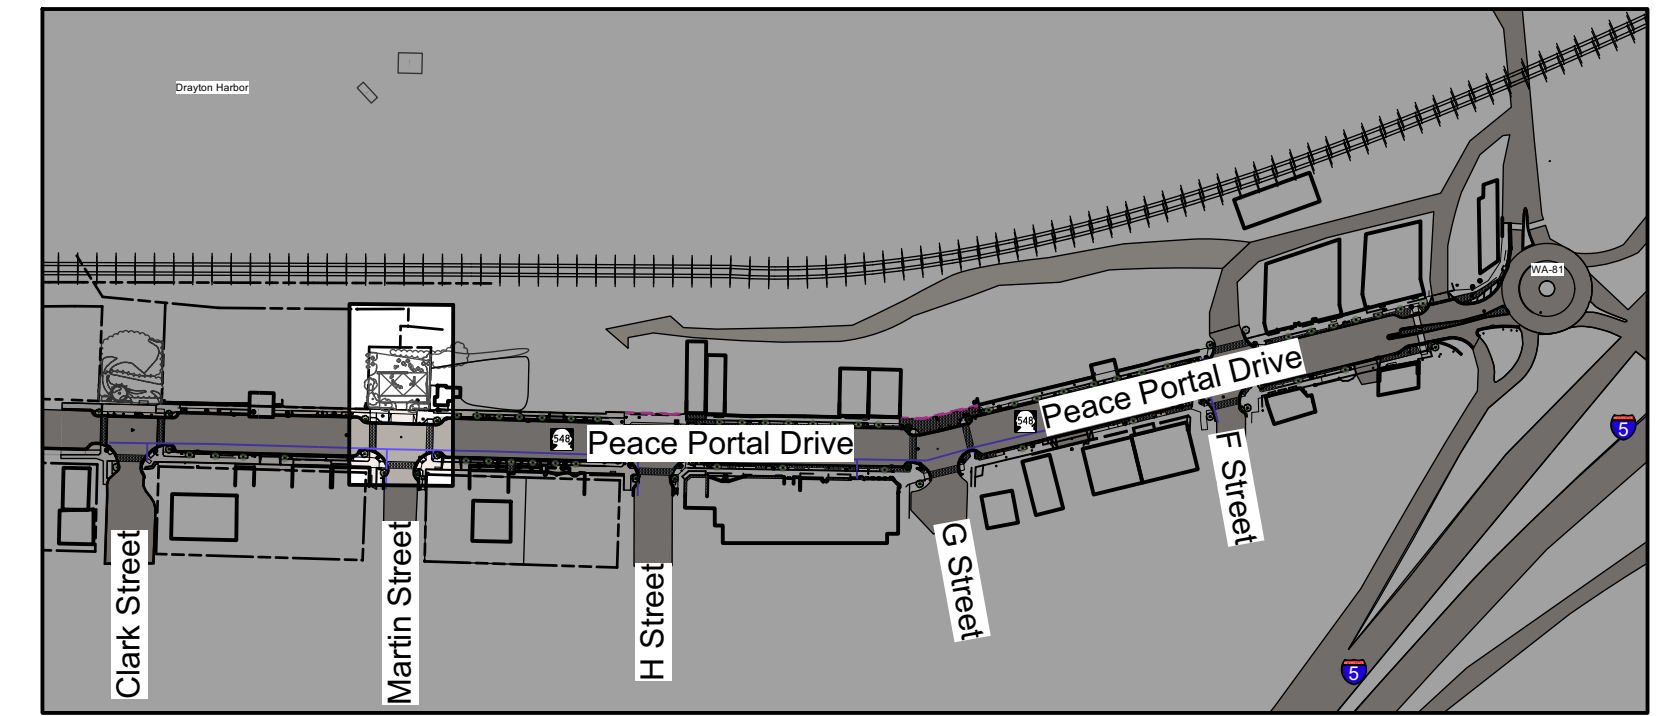 Drayton Harbor
WA-81
548
Peace Portal Drive
548
Peace Portal Drive
5
5
Clark Street
Martin Street
H Street
G Street
F Street